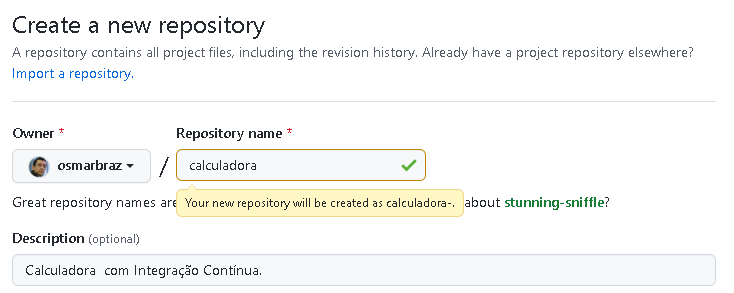 Create a new repository
A repository contains all project files, including the revision history. Already have a project repository elsewhere?
Import a repository.
Owner * Repository name *
osmarbraz / calculadora
Your new repository will be created as calculadora-.
Great repository names are about stunning-sniffle?
Description (optional)
Calculadora com Integração Contínua.